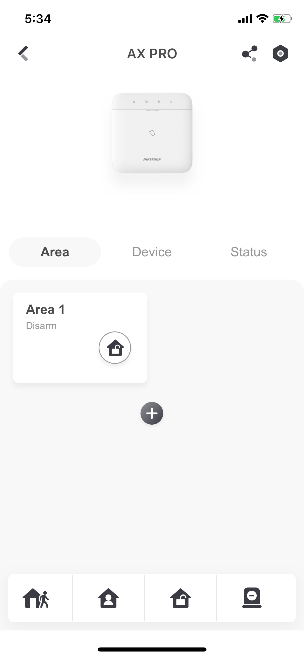 5:34
AX PRO
Area
Device
Status
Area 1
Disarm